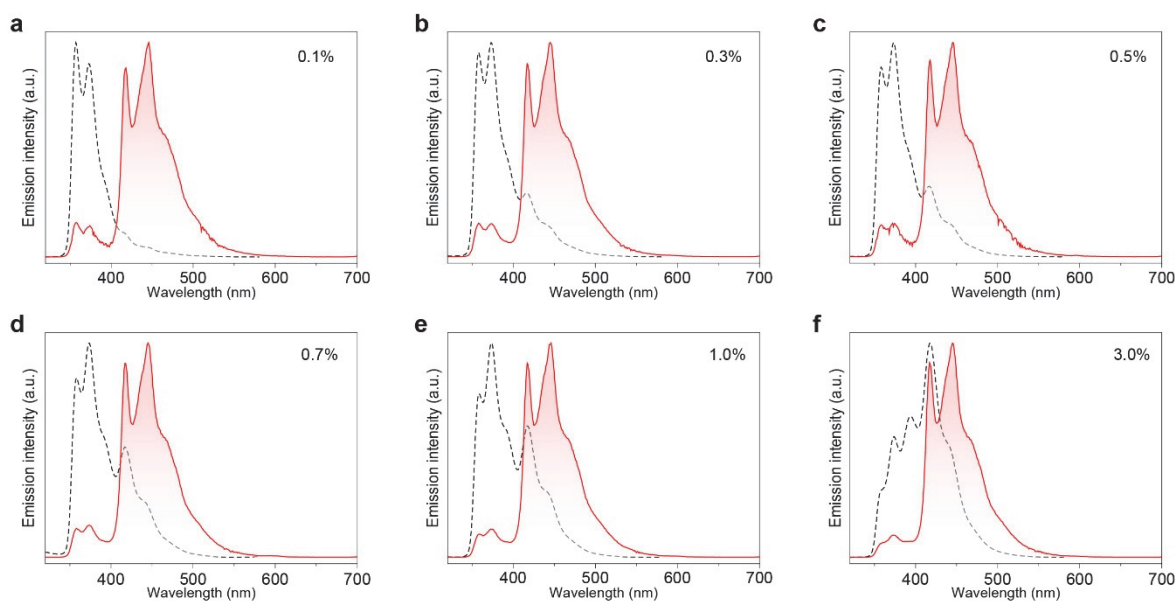 a
0.1%
Emission intensity (a.u.)
400 500 600 700
Wavelength (nm)
b
0.3%
Emission intensity (a.u.)
400 500 600 700
Wavelength (nm)
c
0.5%
Emission intensity (a.u.)
400 500 600 700
Wavelength (nm)
d
0.7%
Emission intensity (a.u.)
400 500 600 700
Wavelength (nm)
e
1.0%
Emission intensity (a.u.)
400 500 600 700
Wavelength (nm)
f
3.0%
Emission intensity (a.u.)
400 500 600 700
Wavelength (nm)